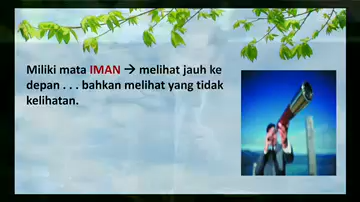 Miliki mata IMAN → melihat jauh ke
depan . . . bahkan melihat yang tidak
kelihatan.